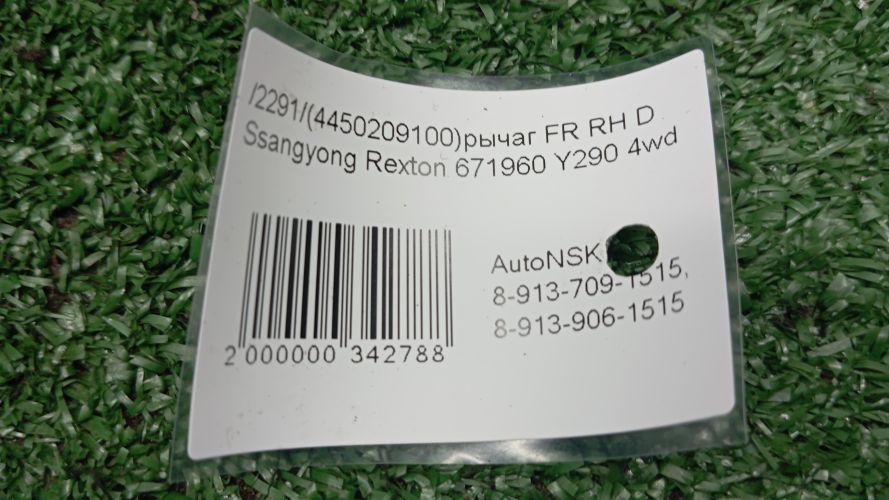 /2291/(4450209100)рычаг FR RH D
Ssangyong Rexton 671960 Y290 4wd
AutoNSK
8-913-709-1515,
8-913-906-1515
2 000000 342788